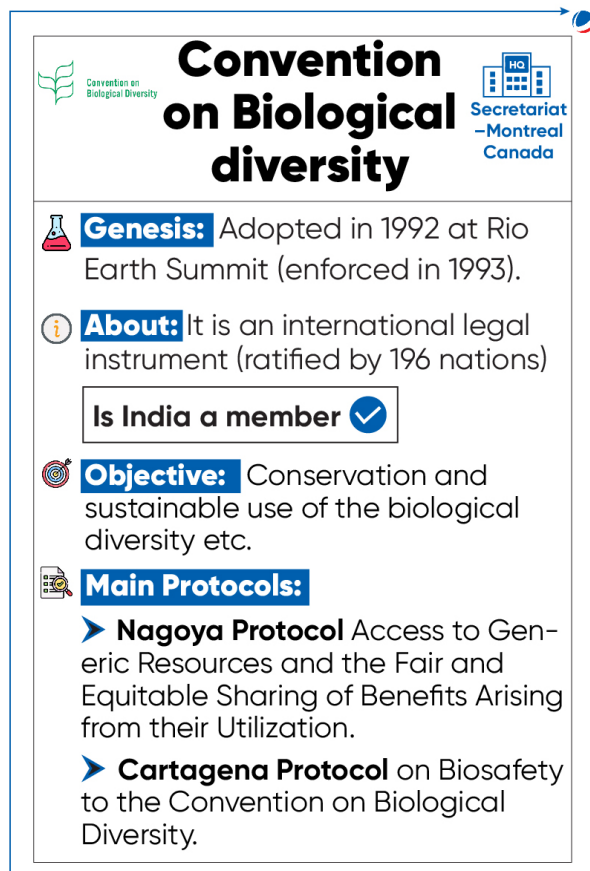 Convention
on Biological
diversity
Convention on
Biological Diversity
HQ
Secretariat
–Montreal
Canada
Genesis: Adopted in 1992 at Rio
Earth Summit (enforced in 1993).
i
About: It is an international legal
instrument (ratified by 196 nations)
Is India a member
Objective: Conservation and
sustainable use of the biological
diversity etc.
Main Protocols:
➤ Nagoya Protocol Access to Gen-
eric Resources and the Fair and
Equitable Sharing of Benefits Arising
from their Utilization.
➤ Cartagena Protocol on Biosafety
to the Convention on Biological
Diversity.